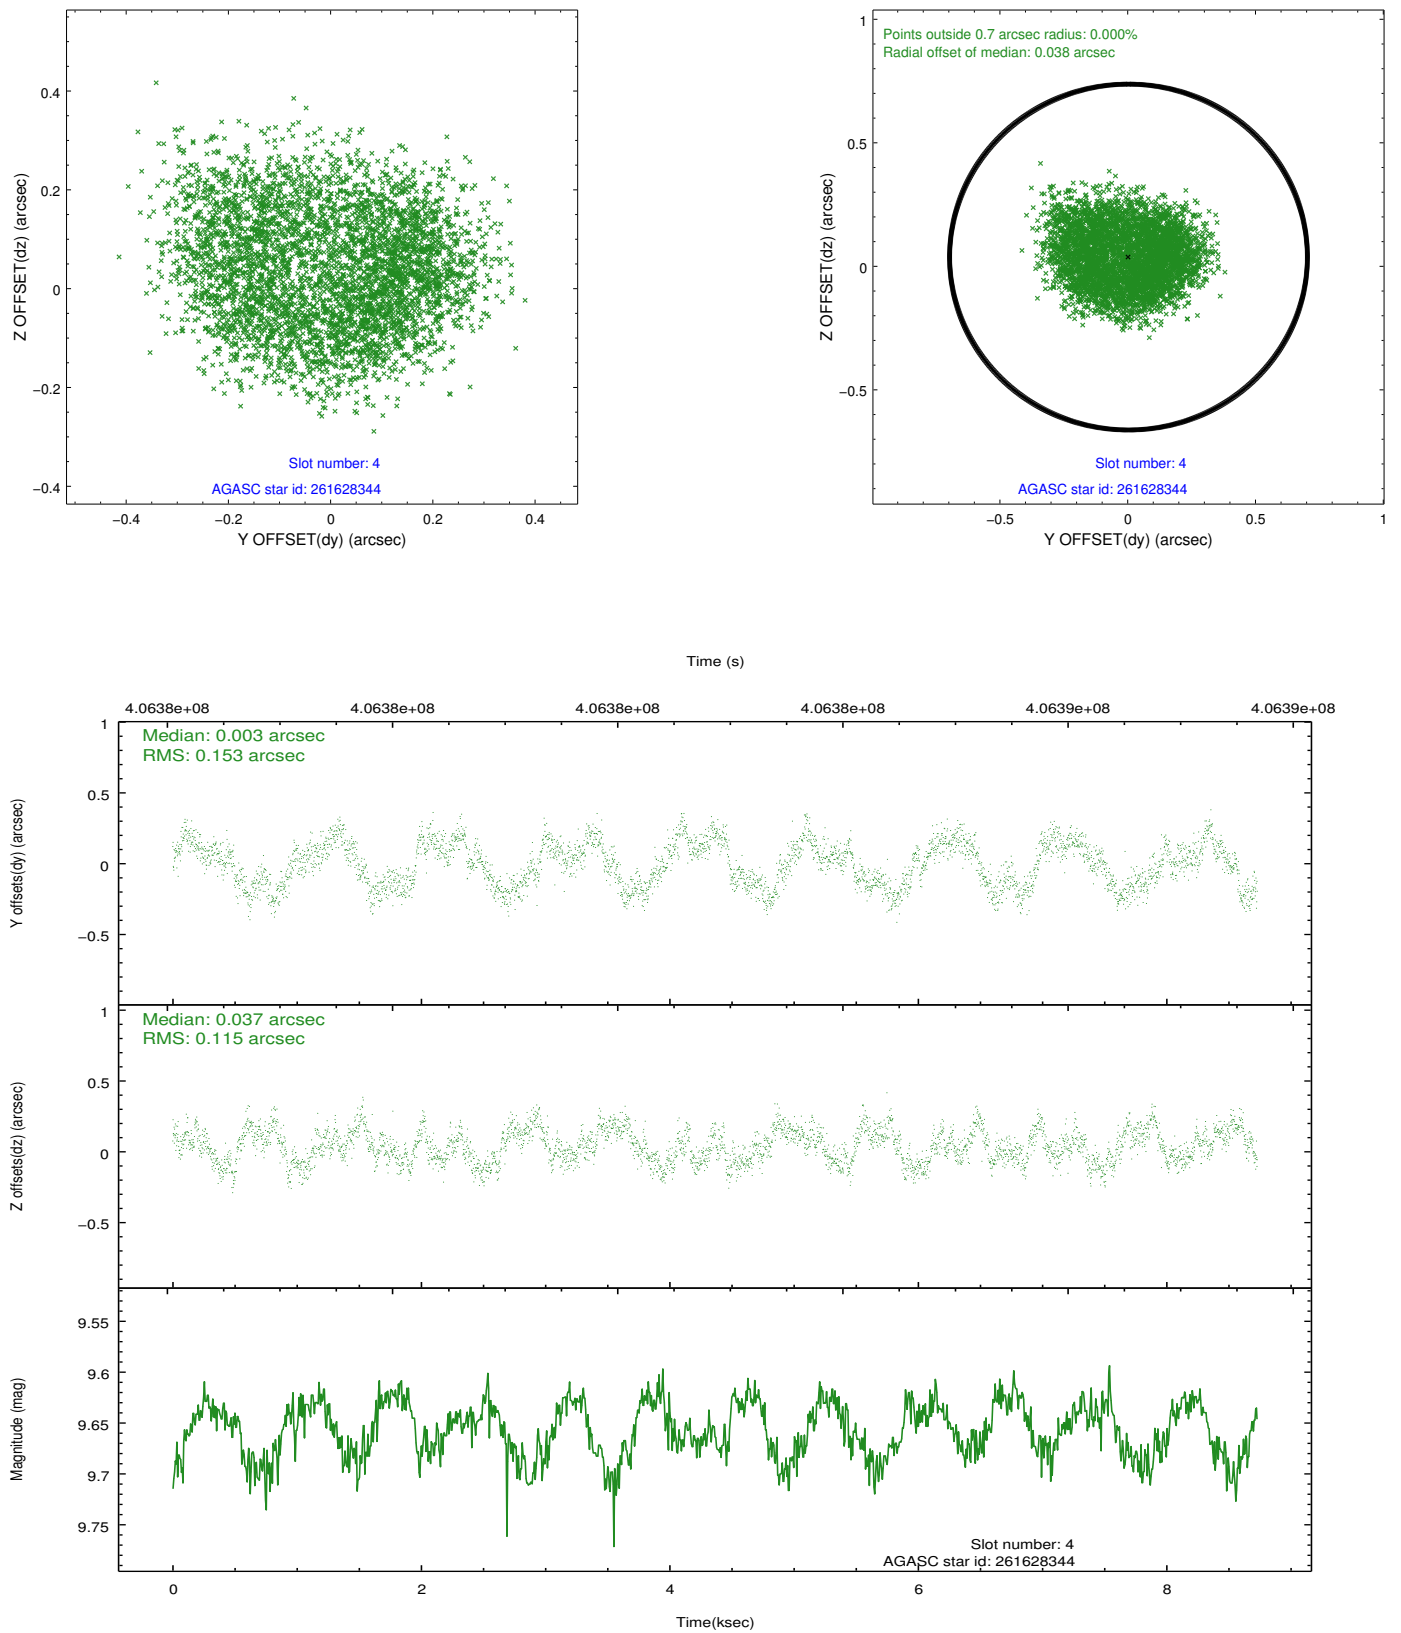 0.4
0.2
0
−0.2
−0.4
Z OFFSET(dz) (arcsec)
Slot number: 4
AGASC star id: 261628344
−0.4 −0.2 0 0.2 0.4
Y OFFSET(dy) (arcsec)
Points outside 0.7 arcsec radius: 0.000%
Radial offset of median: 0.038 arcsec
1
0.5
0
−0.5
Z OFFSET(dz) (arcsec)
Slot number: 4
AGASC star id: 261628344
−0.5 0 0.5 1
Y OFFSET(dy) (arcsec)
Time (s)
4.0638e+08 4.0638e+08 4.0638e+08 4.0638e+08 4.0639e+08 4.0639e+08
Median: 0.003 arcsec
RMS: 0.153 arcsec
1
0.5
0
−0.5
Y offsets(dy) (arcsec)
Median: 0.037 arcsec
RMS: 0.115 arcsec
1
0.5
0
−0.5
Z offsets(dz) (arcsec)
9.55
9.6
9.65
9.7
9.75
Magnitude (mag)
Slot number: 4
AGASC star id: 261628344
0 2 4 6 8
Time(ksec)